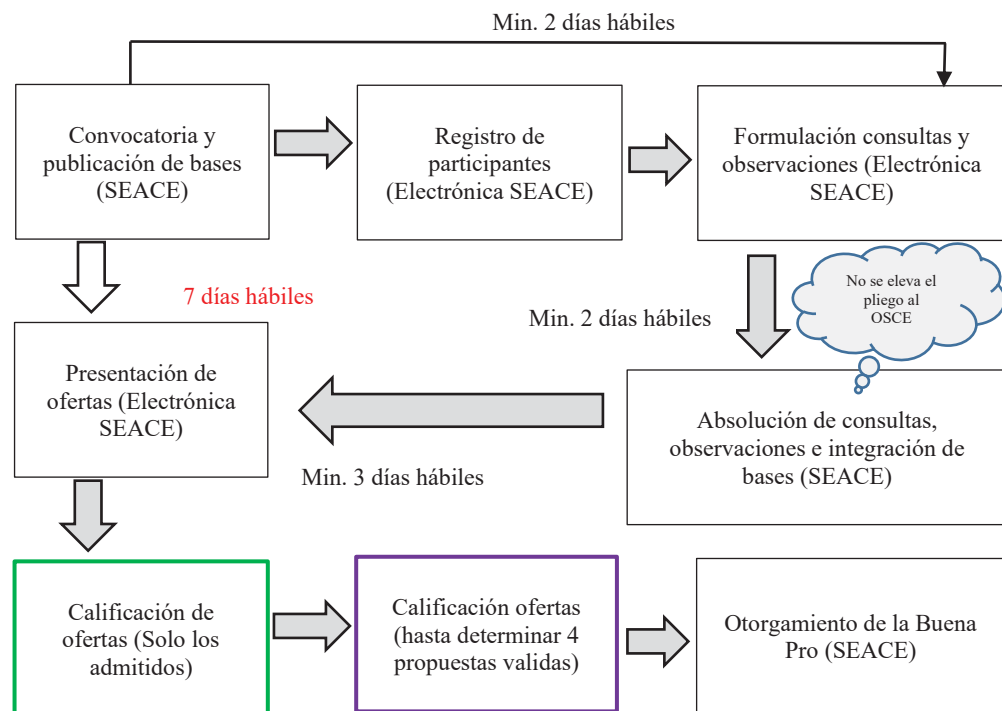 Min. 2 días hábiles
Convocatoria y
publicación de bases
(SEACE)
Registro de
participantes
(Electrónica SEACE)
Formulación consultas y
observaciones (Electrónica
SEACE)
No se eleva el
pliego al
OSCE
7 días hábiles
Min. 2 días hábiles
Presentación de
ofertas (Electrónica
SEACE)
Absolución de consultas,
observaciones e integración de
bases (SEACE)
Min. 3 días hábiles
Calificación de
ofertas (Solo los
admitidos)
Calificación ofertas
(hasta determinar 4
propuestas validas)
Otorgamiento de la Buena
Pro (SEACE)